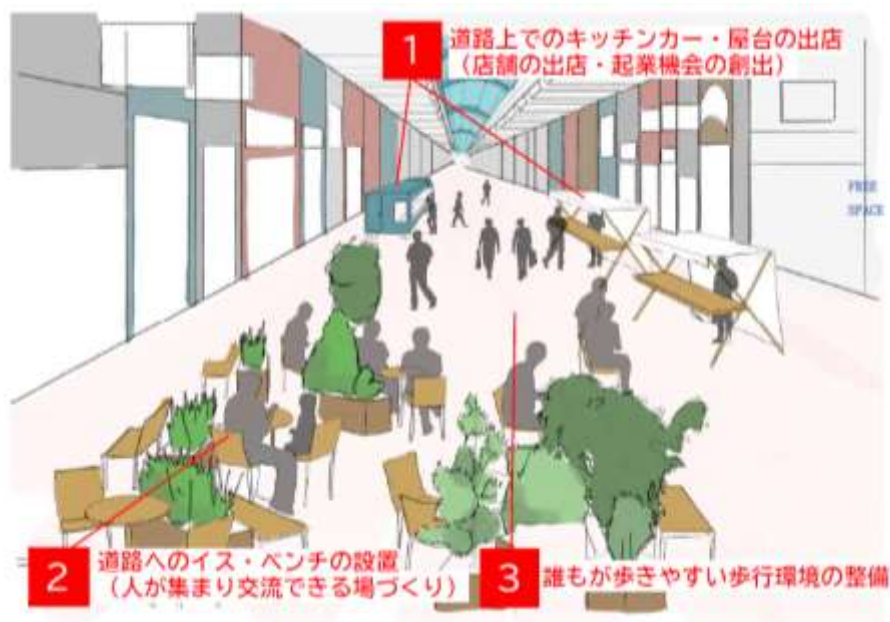 1
道路上でのキッチンカー・屋台の出店
（店舗の出店・起業機会の創出）
FREE
SPACE
2
道路へのイス・ベンチの設置
（人が集まり交流できる場づくり）
3
誰もが歩きやすい歩行環境の整備